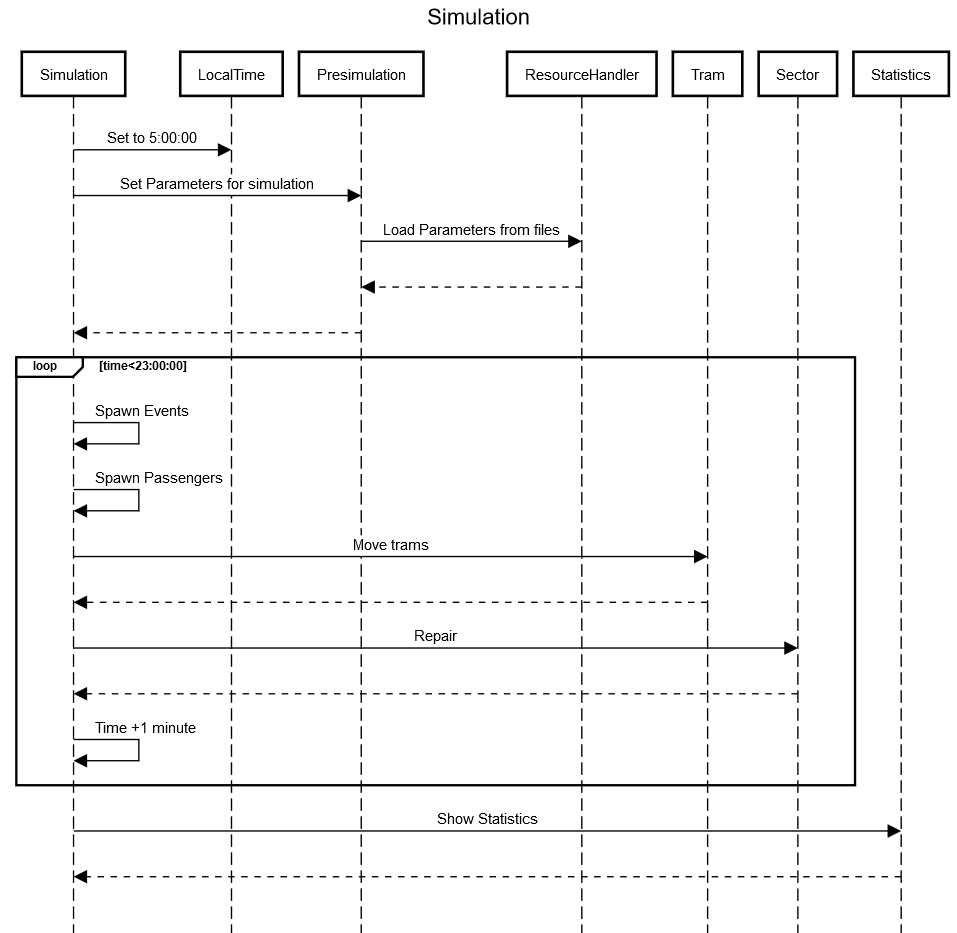 Simulation
Simulation
LocalTime
Presimulation
ResourceHandler
Tram
Sector
Statistics
Set to 5:00:00
Set Parameters for simulation
Load Parameters from files
loop
[time<23:00:00]
Spawn Events
Spawn Passengers
Move trams
Repair
Time +1 minute
Show Statistics